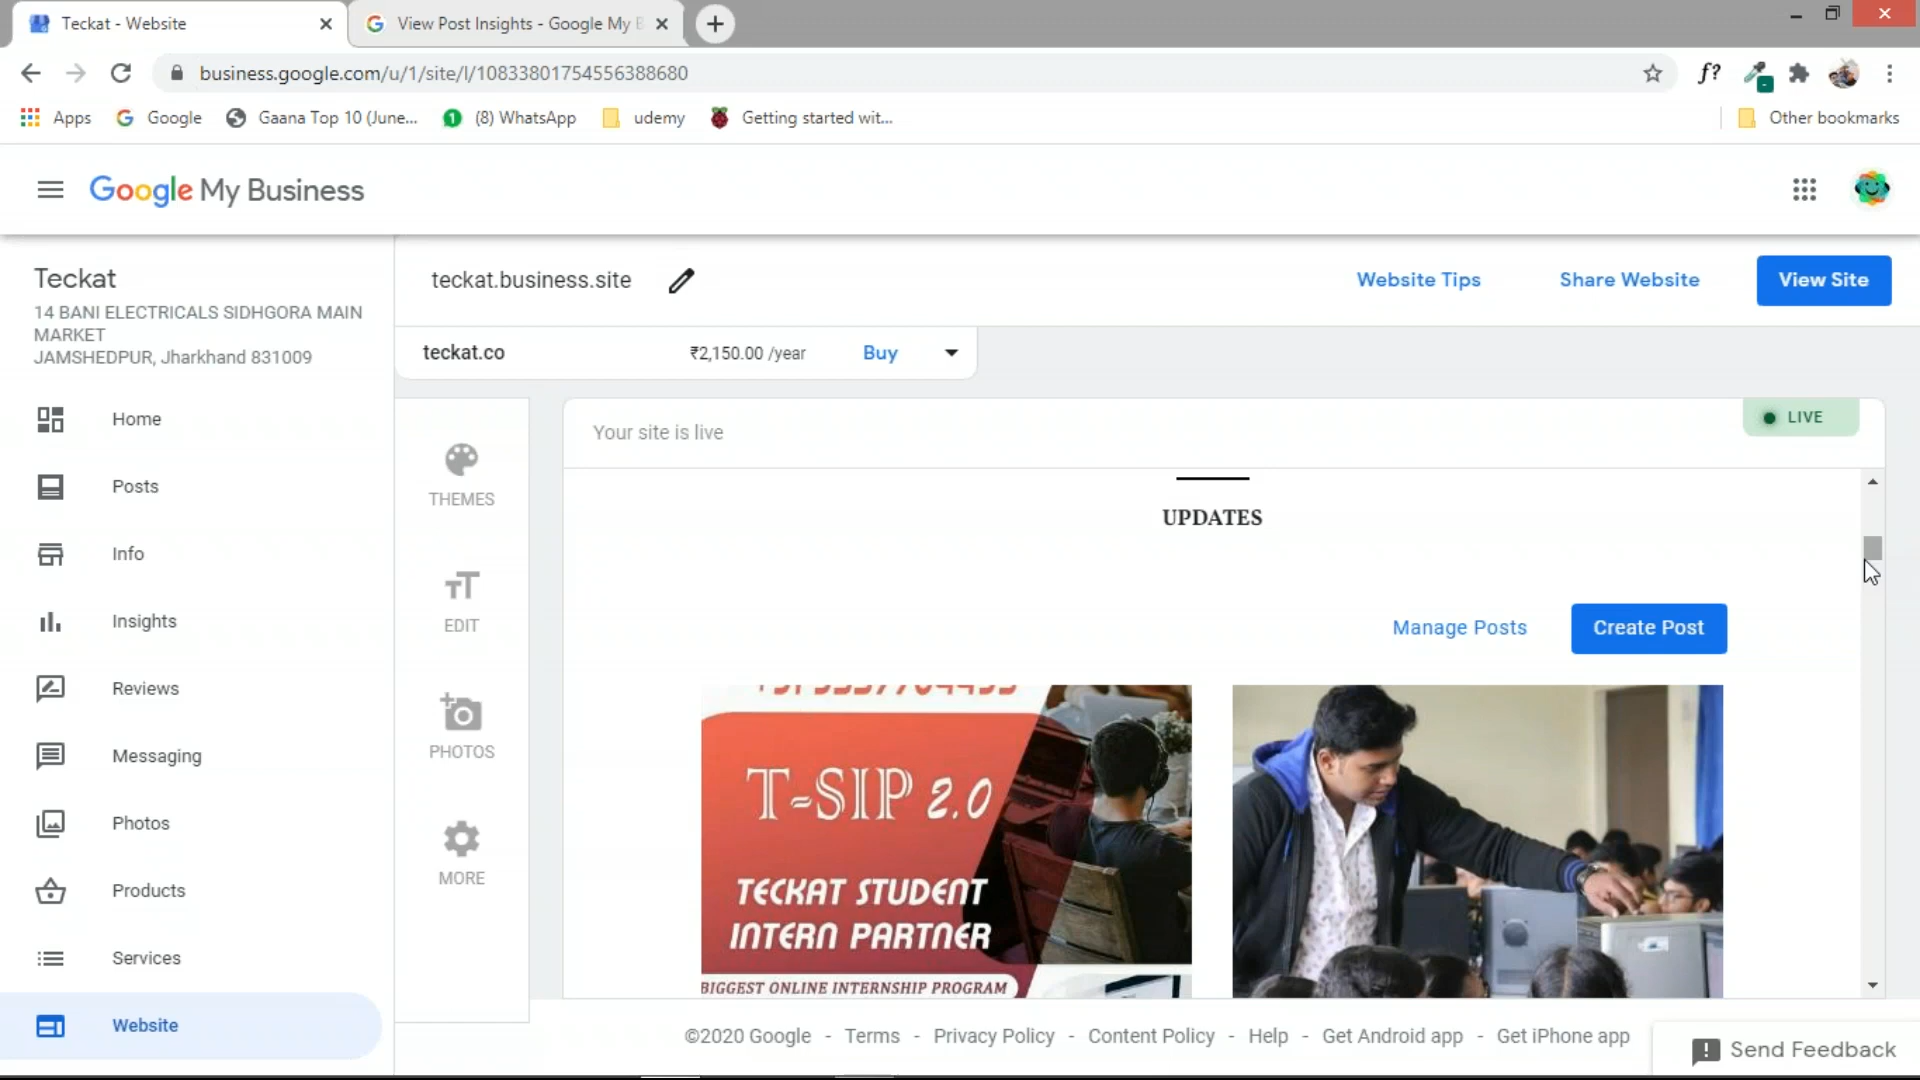 Teckat - Website
View Post Insights - Google My B
business.google.com/u/1/site/l/10833801754556388680
f?
Apps
Google
Gaana Top 10 (June...
1
(8) WhatsApp
udemy
Getting started wit...
Other bookmarks
Google My Business
Teckat
14 BANI ELECTRICALS SIDHGORA MAIN
MARKET
JAMSHEDPUR, Jharkhand 831009
Home
Posts
Info
Insights
Reviews
Messaging
Photos
Products
Services
Website
teckat.business.site
Website Tips
Share Website
View Site
teckat.co
₹2,150.00 /year
Buy
THEMES
EDIT
PHOTOS
MORE
Your site is live
LIVE
UPDATES
Manage Posts
Create Post
T-SIP 2.0
TECKAT STUDENT
INTERN PARTNER
BIGGEST ONLINE INTERNSHIP PROGRAM
©2020 Google - Terms - Privacy Policy - Content Policy - Help - Get Android app - Get iPhone app
Send Feedback